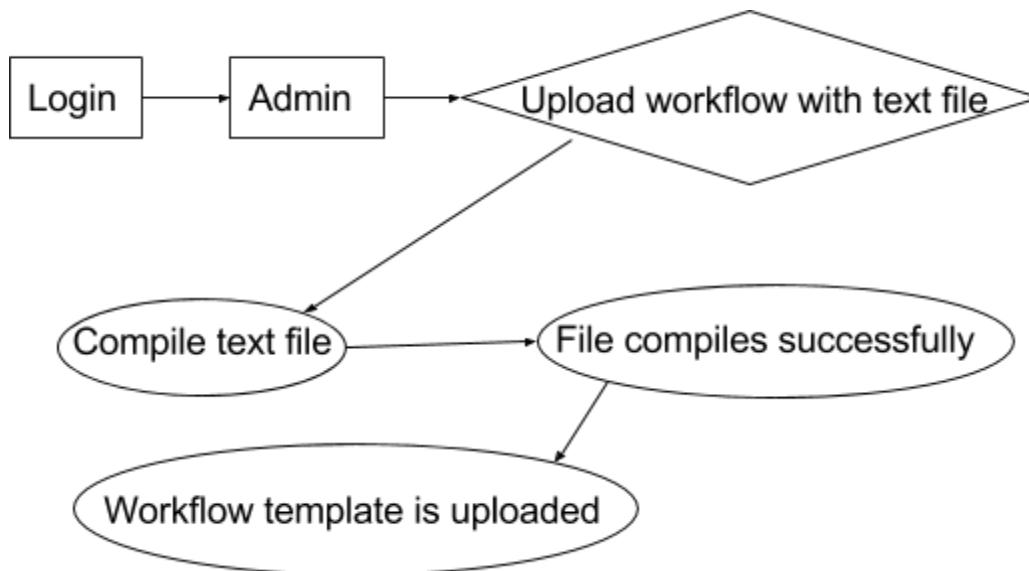 Login
Admin
Upload workflow with text file
Compile text file
File compiles successfully
Workflow template is uploaded